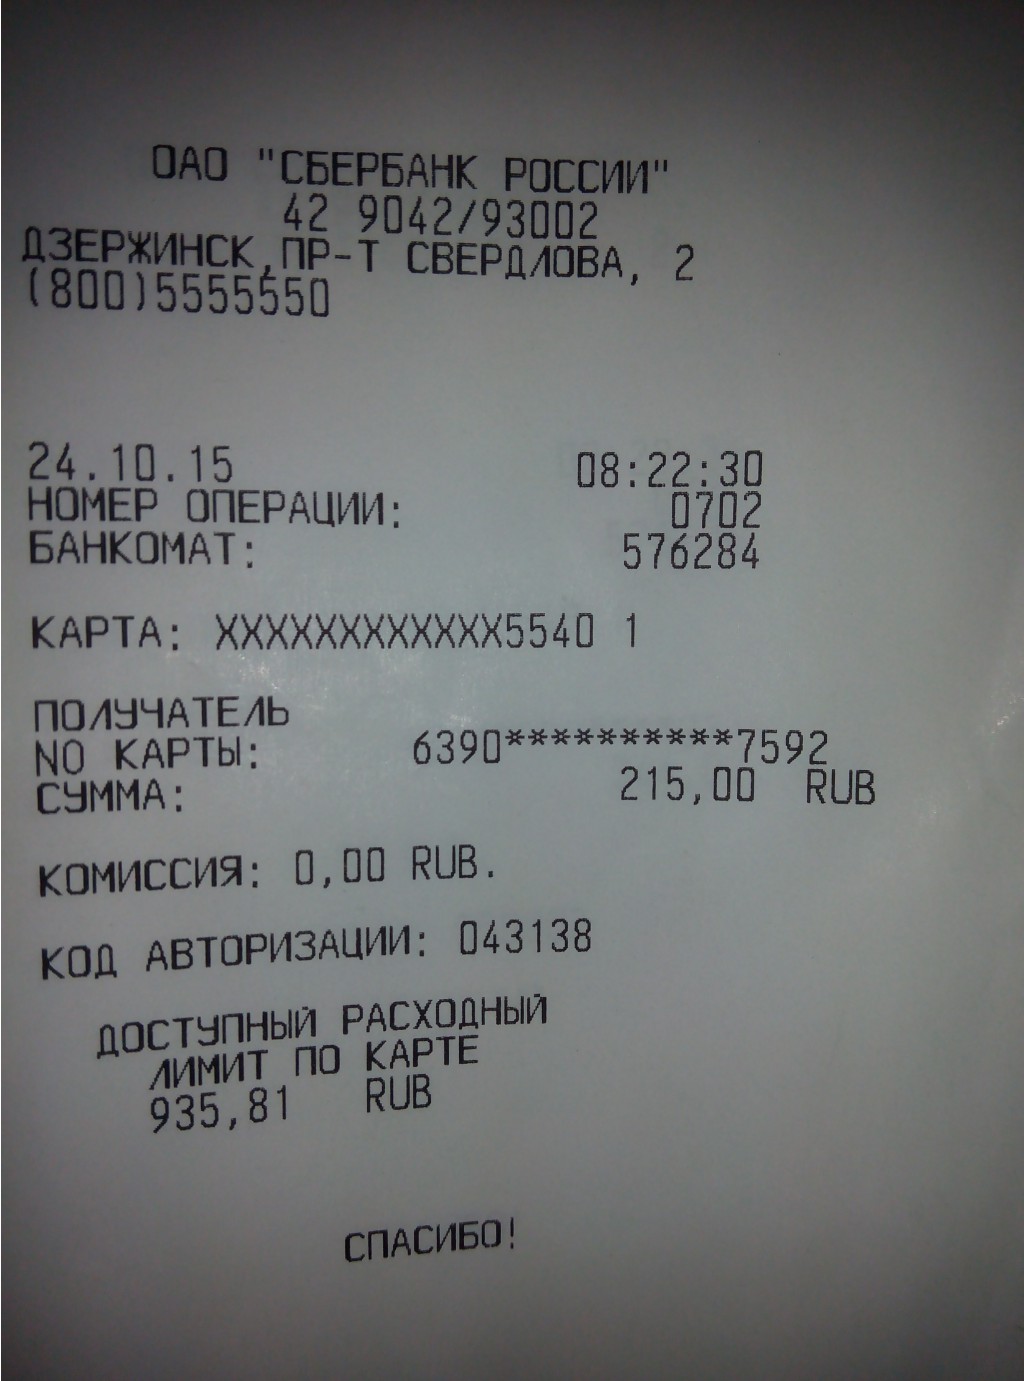 ОАО "СБЕРБАНК РОССИИ"
42 9042/93002
ДЗЕРЖИНСК,ПР-Т СВЕРДЛОВА, 2
(800)5555550
24.10.15 08:22:30
НОМЕР ОПЕРАЦИИ: 0702
БАНКОМАТ: 576284
КАРТА: XXXXXXXXXXXX5540 1
ПОЛУЧАТЕЛЬ
NO КАРТЫ: 6390**********7592
СУММА: 215,00 RUB
КОМИССИЯ: 0,00 RUB.
КОД АВТОРИЗАЦИИ: 043138
ДОСТУПНЫЙ РАСХОДНЫЙ
ЛИМИТ ПО КАРТЕ
935,81 RUB
СПАСИБО!